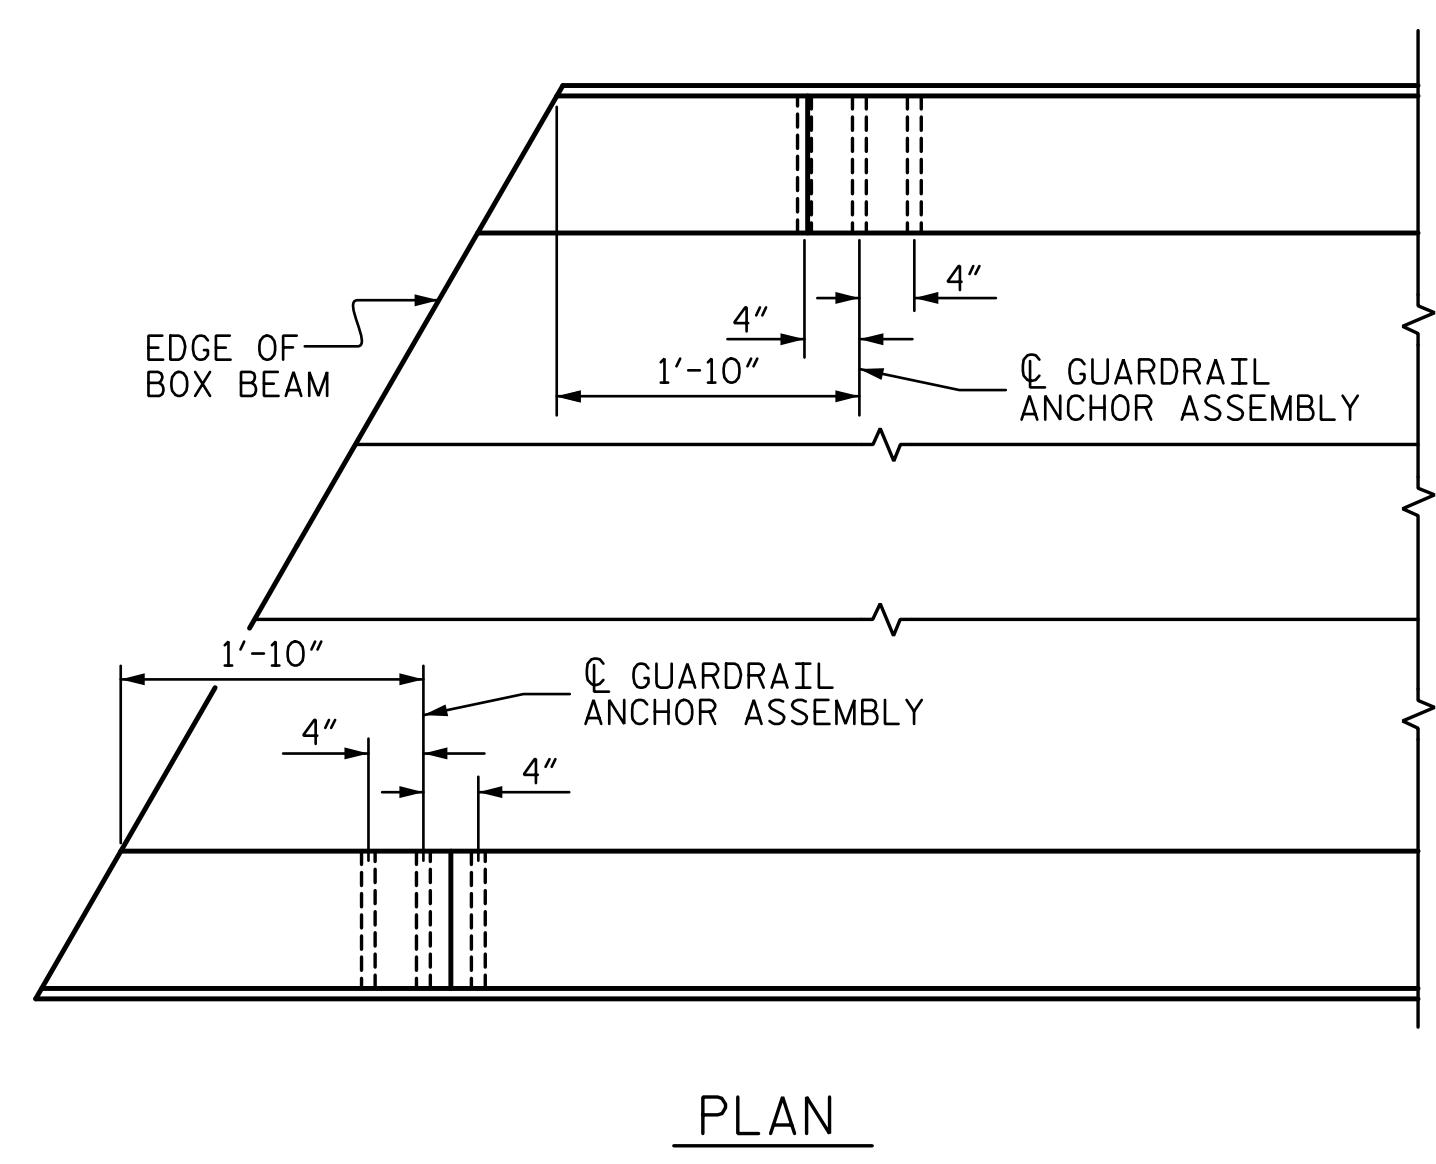 4″
4″
1′-10″
EDGE OF
BOX BEAM
℄ GUARDRAIL
ANCHOR ASSEMBLY
1′-10″
℄ GUARDRAIL
ANCHOR ASSEMBLY
4″
4″
PLAN